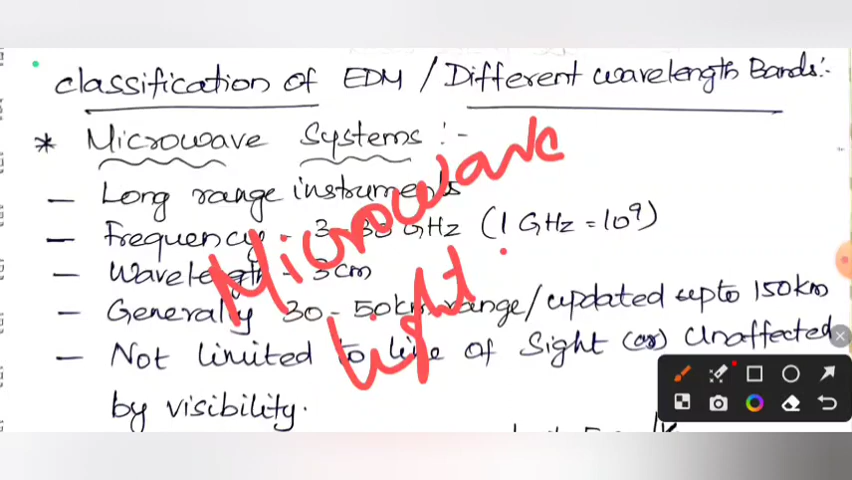 Classification of EDM / Different wavelength Bands:-
* Microwave Systems :-
— Long range instruments
— Frequency - 3-30 GHz (1 GHz = 10⁹)
— Wavelength - 3cm
— Generally 30 - 50km range/updated upto 150km
— Not limited to line of Sight (or) Unaffected
by visibility.
Microwave
light